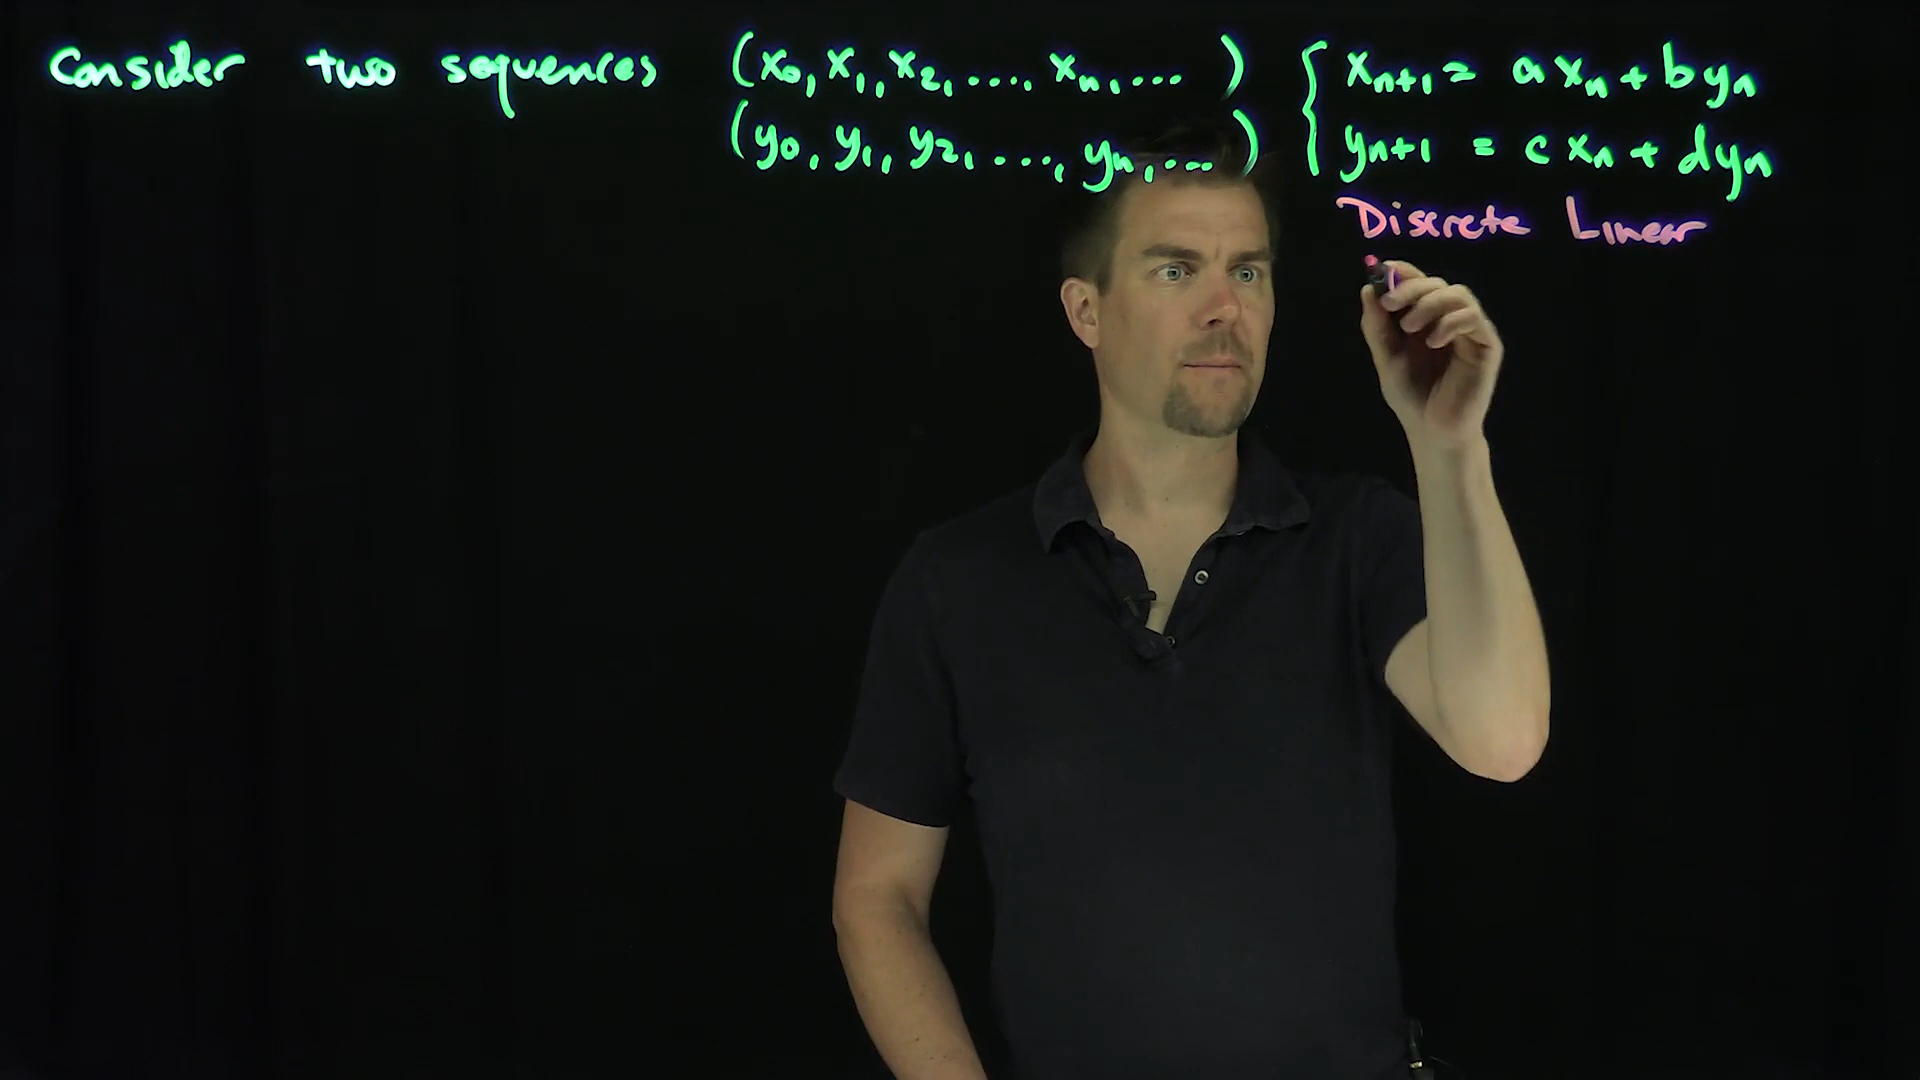 Consider two sequences (x₀, x₁, x₂, ...., xₙ, ... ) { xₙ₊₁ = a xₙ + b yₙ
(y₀, y₁, y₂, ..., yₙ, ... ) yₙ₊₁ = c xₙ + d yₙ
Discrete Linear